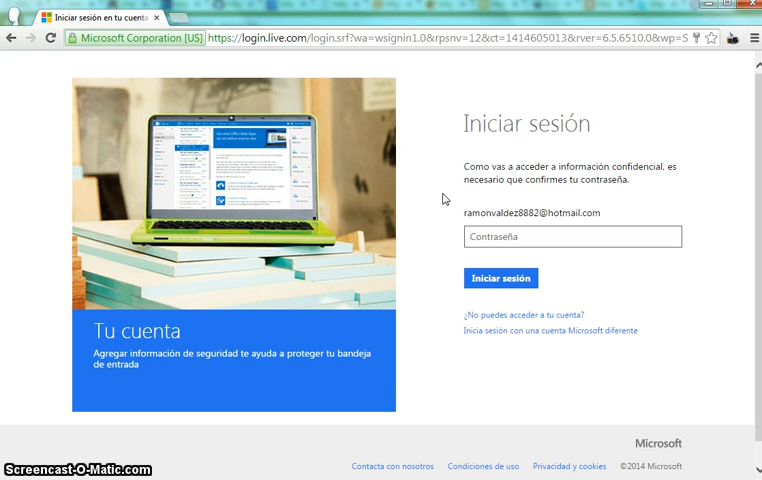 Iniciar sesión en tu cuenta
Microsoft Corporation [US]
https://login.live.com/login.srf?wa=wsignin1.0&rpsnv=12&ct=1414605013&rver=6.5.6510.0&wp=S
Iniciar sesión
Como vas a acceder a información confidencial, es
necesario que confirmes tu contraseña.
ramonvaldez8882@hotmail.com
Contraseña
Iniciar sesión
¿No puedes acceder a tu cuenta?
Inicia sesión con una cuenta Microsoft diferente
Tu cuenta
Agregar información de seguridad te ayuda a proteger tu bandeja
de entrada
Microsoft
Contacta con nosotros Condiciones de uso Privacidad y cookies ©2014 Microsoft
Screencast-O-Matic.com